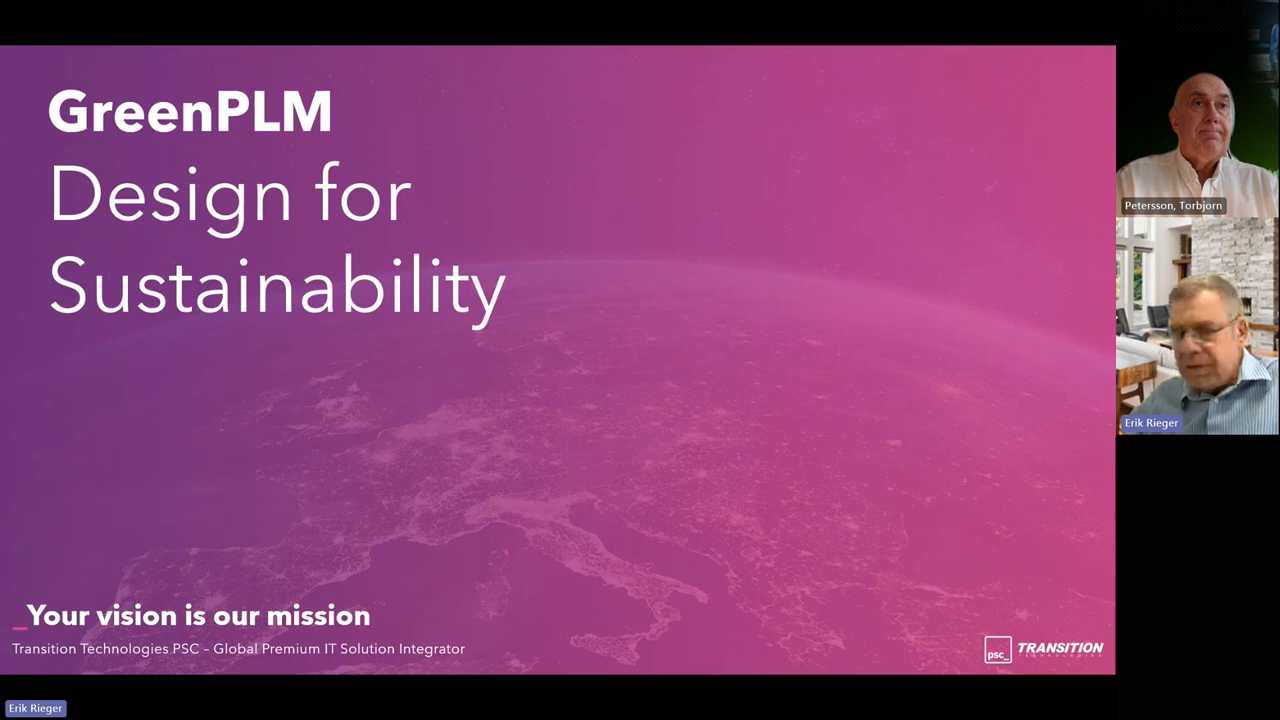 GreenPLM
Design for
Sustainability
_Your vision is our mission
Transition Technologies PSC – Global Premium IT Solution Integrator
psc_
TRANSITION
TECHNOLOGIES
Petersson, Torbjorn
Erik Rieger
Erik Rieger